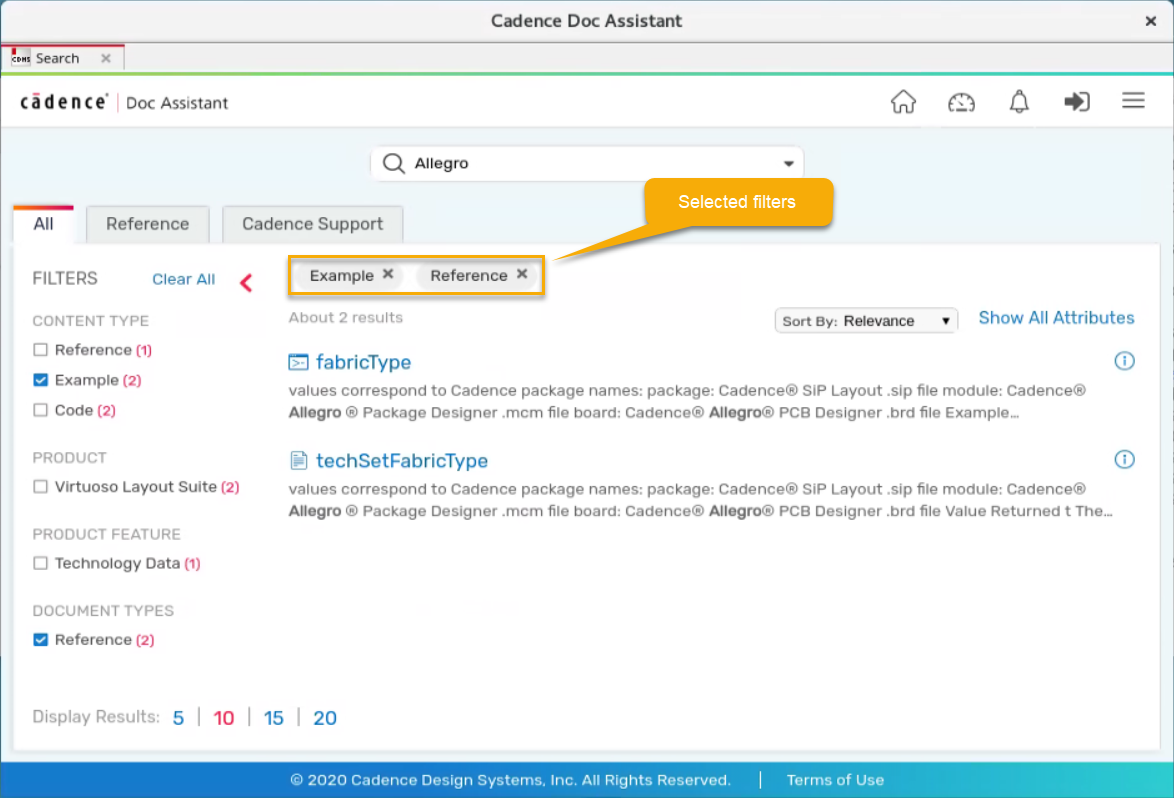 Cadence Doc Assistant
CDMS Search
cādence® | Doc Assistant
Allegro
Selected filters
All
Reference
Cadence Support
FILTERS
Clear All
Example
Reference
About 2 results
Sort By: Relevance
Show All Attributes
CONTENT TYPE
Reference (1)
Example (2)
Code (2)
PRODUCT
Virtuoso Layout Suite (2)
PRODUCT FEATURE
Technology Data (1)
DOCUMENT TYPES
Reference (2)
fabricType
values correspond to Cadence package names: package: Cadence® SiP Layout .sip file module: Cadence®
Allegro ® Package Designer .mcm file board: Cadence® Allegro® PCB Designer .brd file Example…
techSetFabricType
values correspond to Cadence package names: package: Cadence® SiP Layout .sip file module: Cadence®
Allegro ® Package Designer .mcm file board: Cadence® Allegro® PCB Designer .brd file Value Returned t The…
Display Results: 5 | 10 | 15 | 20
© 2020 Cadence Design Systems, Inc. All Rights Reserved. | Terms of Use